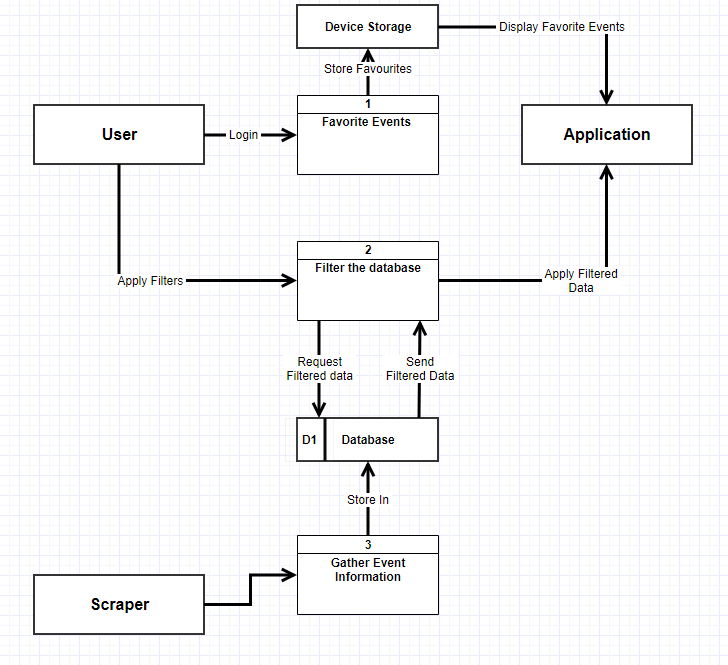 Device Storage
Display Favorite Events
Store Favourites
1
Favorite Events
User
Login
Application
2
Filter the database
Apply Filters
Apply Filtered
Data
Request
Filtered data
Send
Filtered Data
D1
Database
Store In
3
Gather Event
Information
Scraper